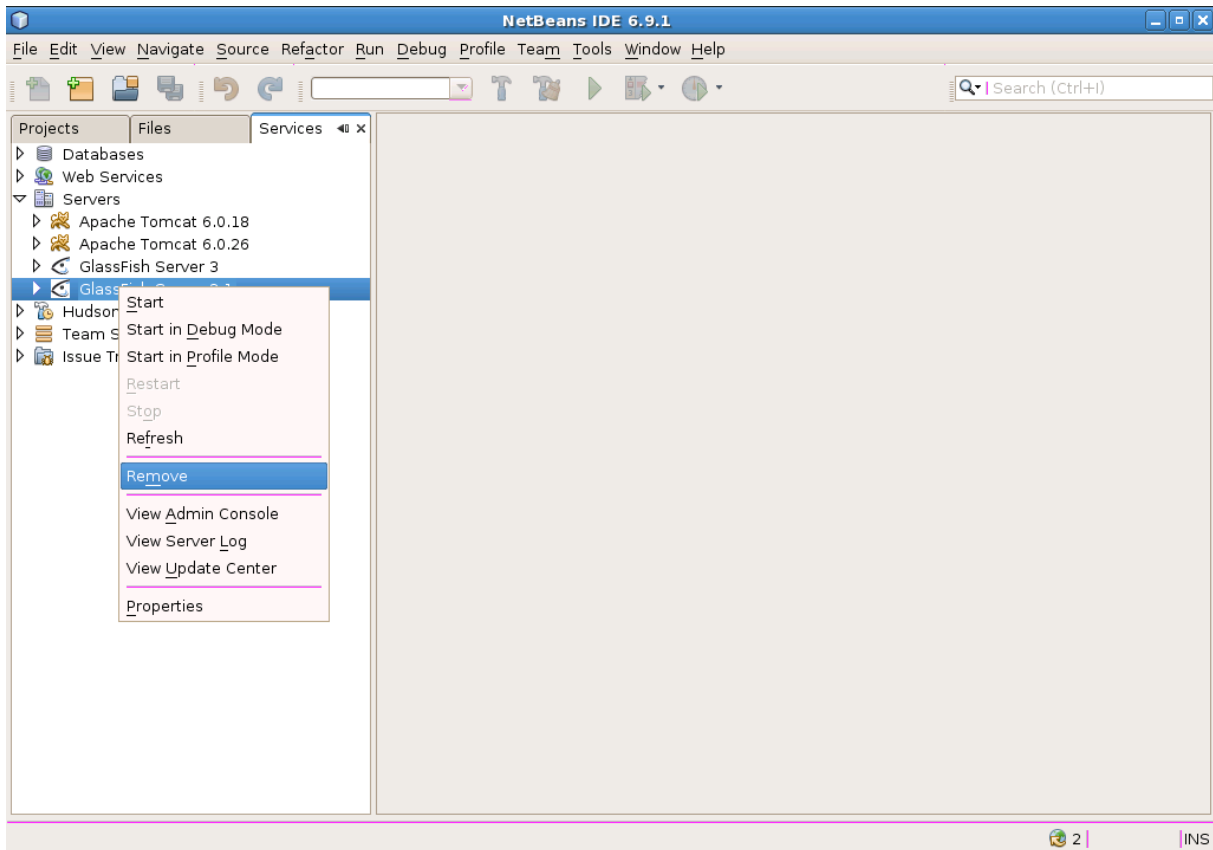 NetBeans IDE 6.9.1
File Edit View Navigate Source Refactor Run Debug Profile Team Tools Window Help
Search (Ctrl+I)
Projects Files Services
Databases
Web Services
Servers
Apache Tomcat 6.0.18
Apache Tomcat 6.0.26
GlassFish Server 3
Hudson
Start
Start in Debug Mode
Start in Profile Mode
Restart
Stop
Refresh
Remove
View Admin Console
View Server Log
View Update Center
Properties
2
INS